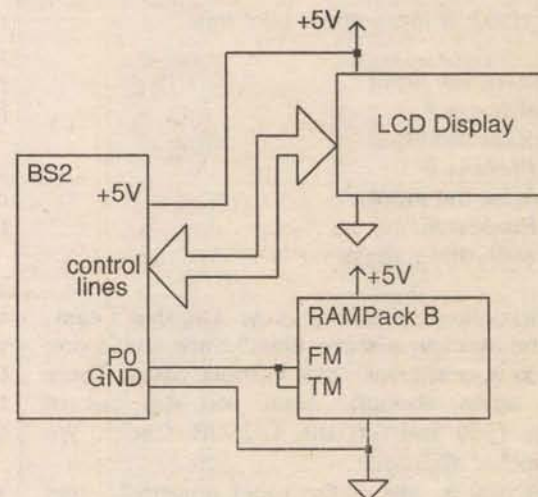 +5V
LCD Display
BS2
+5V
control
lines
+5V
RAMPack B
P0
FM
GND
TM